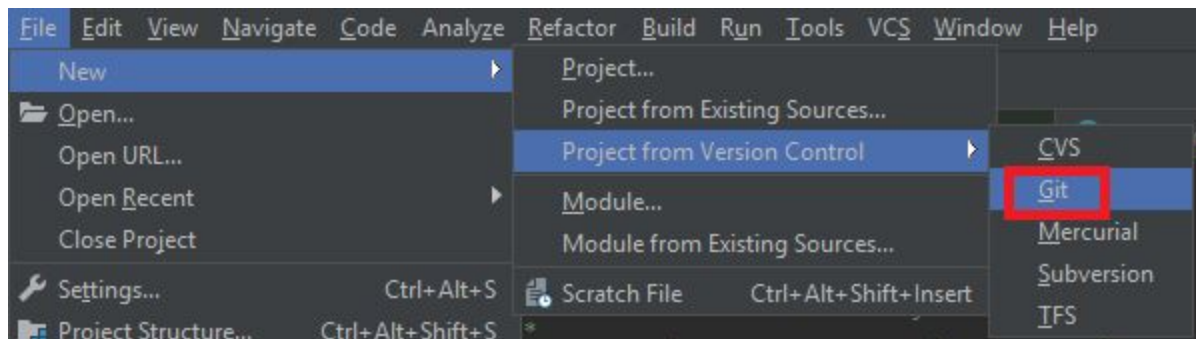 File Edit View Navigate Code Analyze Refactor Build Run Tools VCS Window Help
New
Open...
Open URL...
Open Recent
Close Project
Settings... Ctrl+Alt+S
Project Structure... Ctrl+Alt+Shift+S
Project...
Project from Existing Sources...
Project from Version Control
Module...
Module from Existing Sources...
Scratch File Ctrl+Alt+Shift+Insert
*
CVS
Git
Mercurial
Subversion
TFS